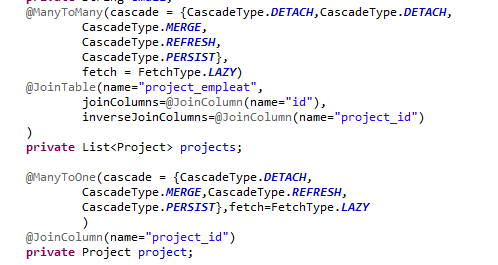 @ManyToMany(cascade = {CascadeType.DETACH,CascadeType.DETACH,
CascadeType.MERGE,
CascadeType.REFRESH,
CascadeType.PERSIST},
fetch = FetchType.LAZY)
@JoinTable(name="project_empleat",
joinColumns=@JoinColumn(name="id"),
inverseJoinColumns=@JoinColumn(name="project_id")
)
private List<Project> projects;
@ManyToOne(cascade = {CascadeType.DETACH,
CascadeType.MERGE,CascadeType.REFRESH,
CascadeType.PERSIST},fetch=FetchType.LAZY
)
@JoinColumn(name="project_id")
private Project project;